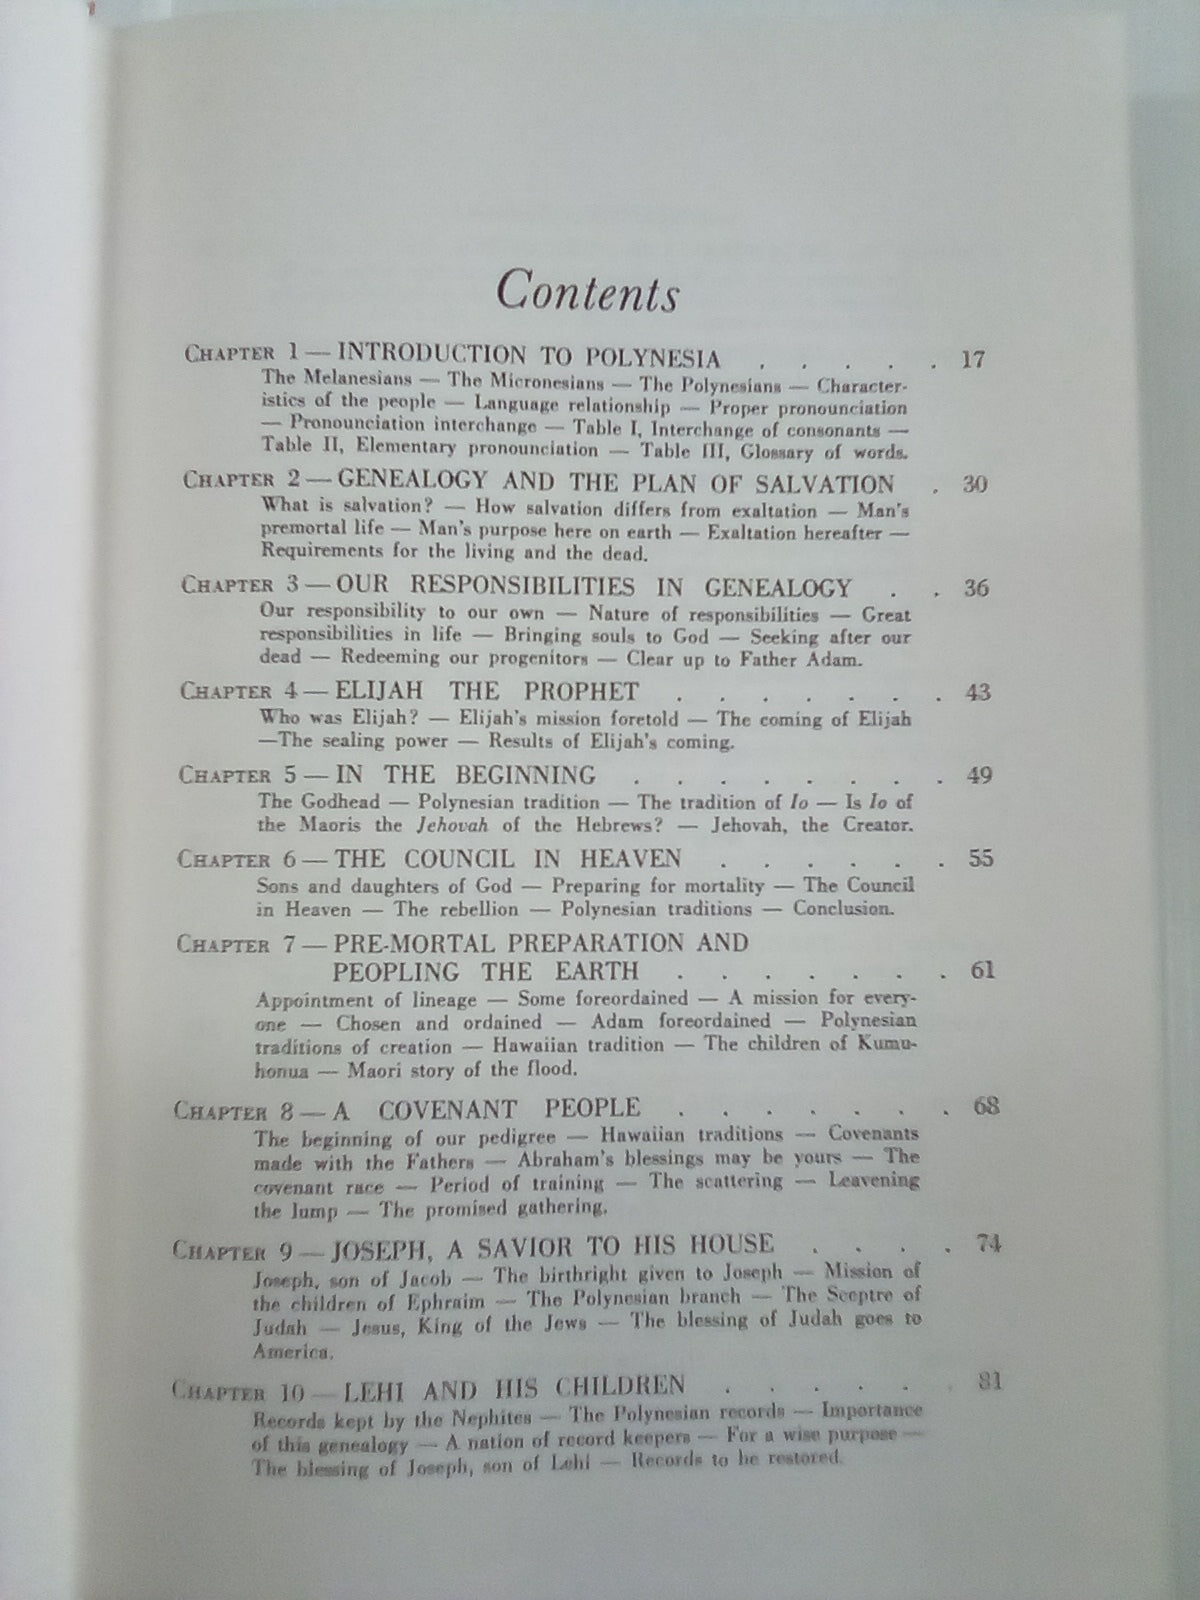 Contents
CHAPTER 1 — INTRODUCTION TO POLYNESIA . . . . . 17
The Melanesians — The Micronesians — The Polynesians — Character-
istics of the people — Language relationship — Proper pronounciation
— Pronounciation interchange — Table I, Interchange of consonants —
Table II, Elementary pronounciation — Table III, Glossary of words.
CHAPTER 2 — GENEALOGY AND THE PLAN OF SALVATION . 30
What is salvation? — How salvation differs from exaltation — Man's
premortal life — Man's purpose here on earth — Exaltation hereafter —
Requirements for the living and the dead.
CHAPTER 3 — OUR RESPONSIBILITIES IN GENEALOGY . . 36
Our responsibility to our own — Nature of responsibilities — Great
responsibilities in life — Bringing souls to God — Seeking after our
dead — Redeeming our progenitors — Clear up to Father Adam.
CHAPTER 4 — ELIJAH THE PROPHET . . . . . . . 43
Who was Elijah? — Elijah's mission foretold — The coming of Elijah
—The sealing power — Results of Elijah's coming.
CHAPTER 5 — IN THE BEGINNING . . . . . . . . 49
The Godhead — Polynesian tradition — The tradition of Io — Is Io of
the Maoris the Jehovah of the Hebrews? — Jehovah, the Creator.
CHAPTER 6 — THE COUNCIL IN HEAVEN . . . . . . 55
Sons and daughters of God — Preparing for mortality — The Council
in Heaven — The rebellion — Polynesian traditions — Conclusion.
CHAPTER 7 — PRE-MORTAL PREPARATION AND
PEOPLING THE EARTH . . . . . . . 61
Appointment of lineage — Some foreordained — A mission for every-
one — Chosen and ordained — Adam foreordained — Polynesian
traditions of creation — Hawaiian tradition — The children of Kumu-
honua — Maori story of the flood.
CHAPTER 8 — A COVENANT PEOPLE . . . . . . . 68
The beginning of our pedigree — Hawaiian traditions — Covenants
made with the Fathers — Abraham's blessings may be yours — The
covenant race — Period of training — The scattering — Leavening
the lump — The promised gathering.
CHAPTER 9 — JOSEPH, A SAVIOR TO HIS HOUSE . . . . 74
Joseph, son of Jacob — The birthright given to Joseph — Mission of
the children of Ephraim — The Polynesian branch — The Sceptre of
Judah — Jesus, King of the Jews — The blessing of Judah goes to
America.
CHAPTER 10 — LEHI AND HIS CHILDREN . . . . . . 81
Records kept by the Nephites — The Polynesian records — Importance
of this genealogy — A nation of record keepers — For a wise purpose —
The blessing of Joseph, son of Lehi — Records to be restored.